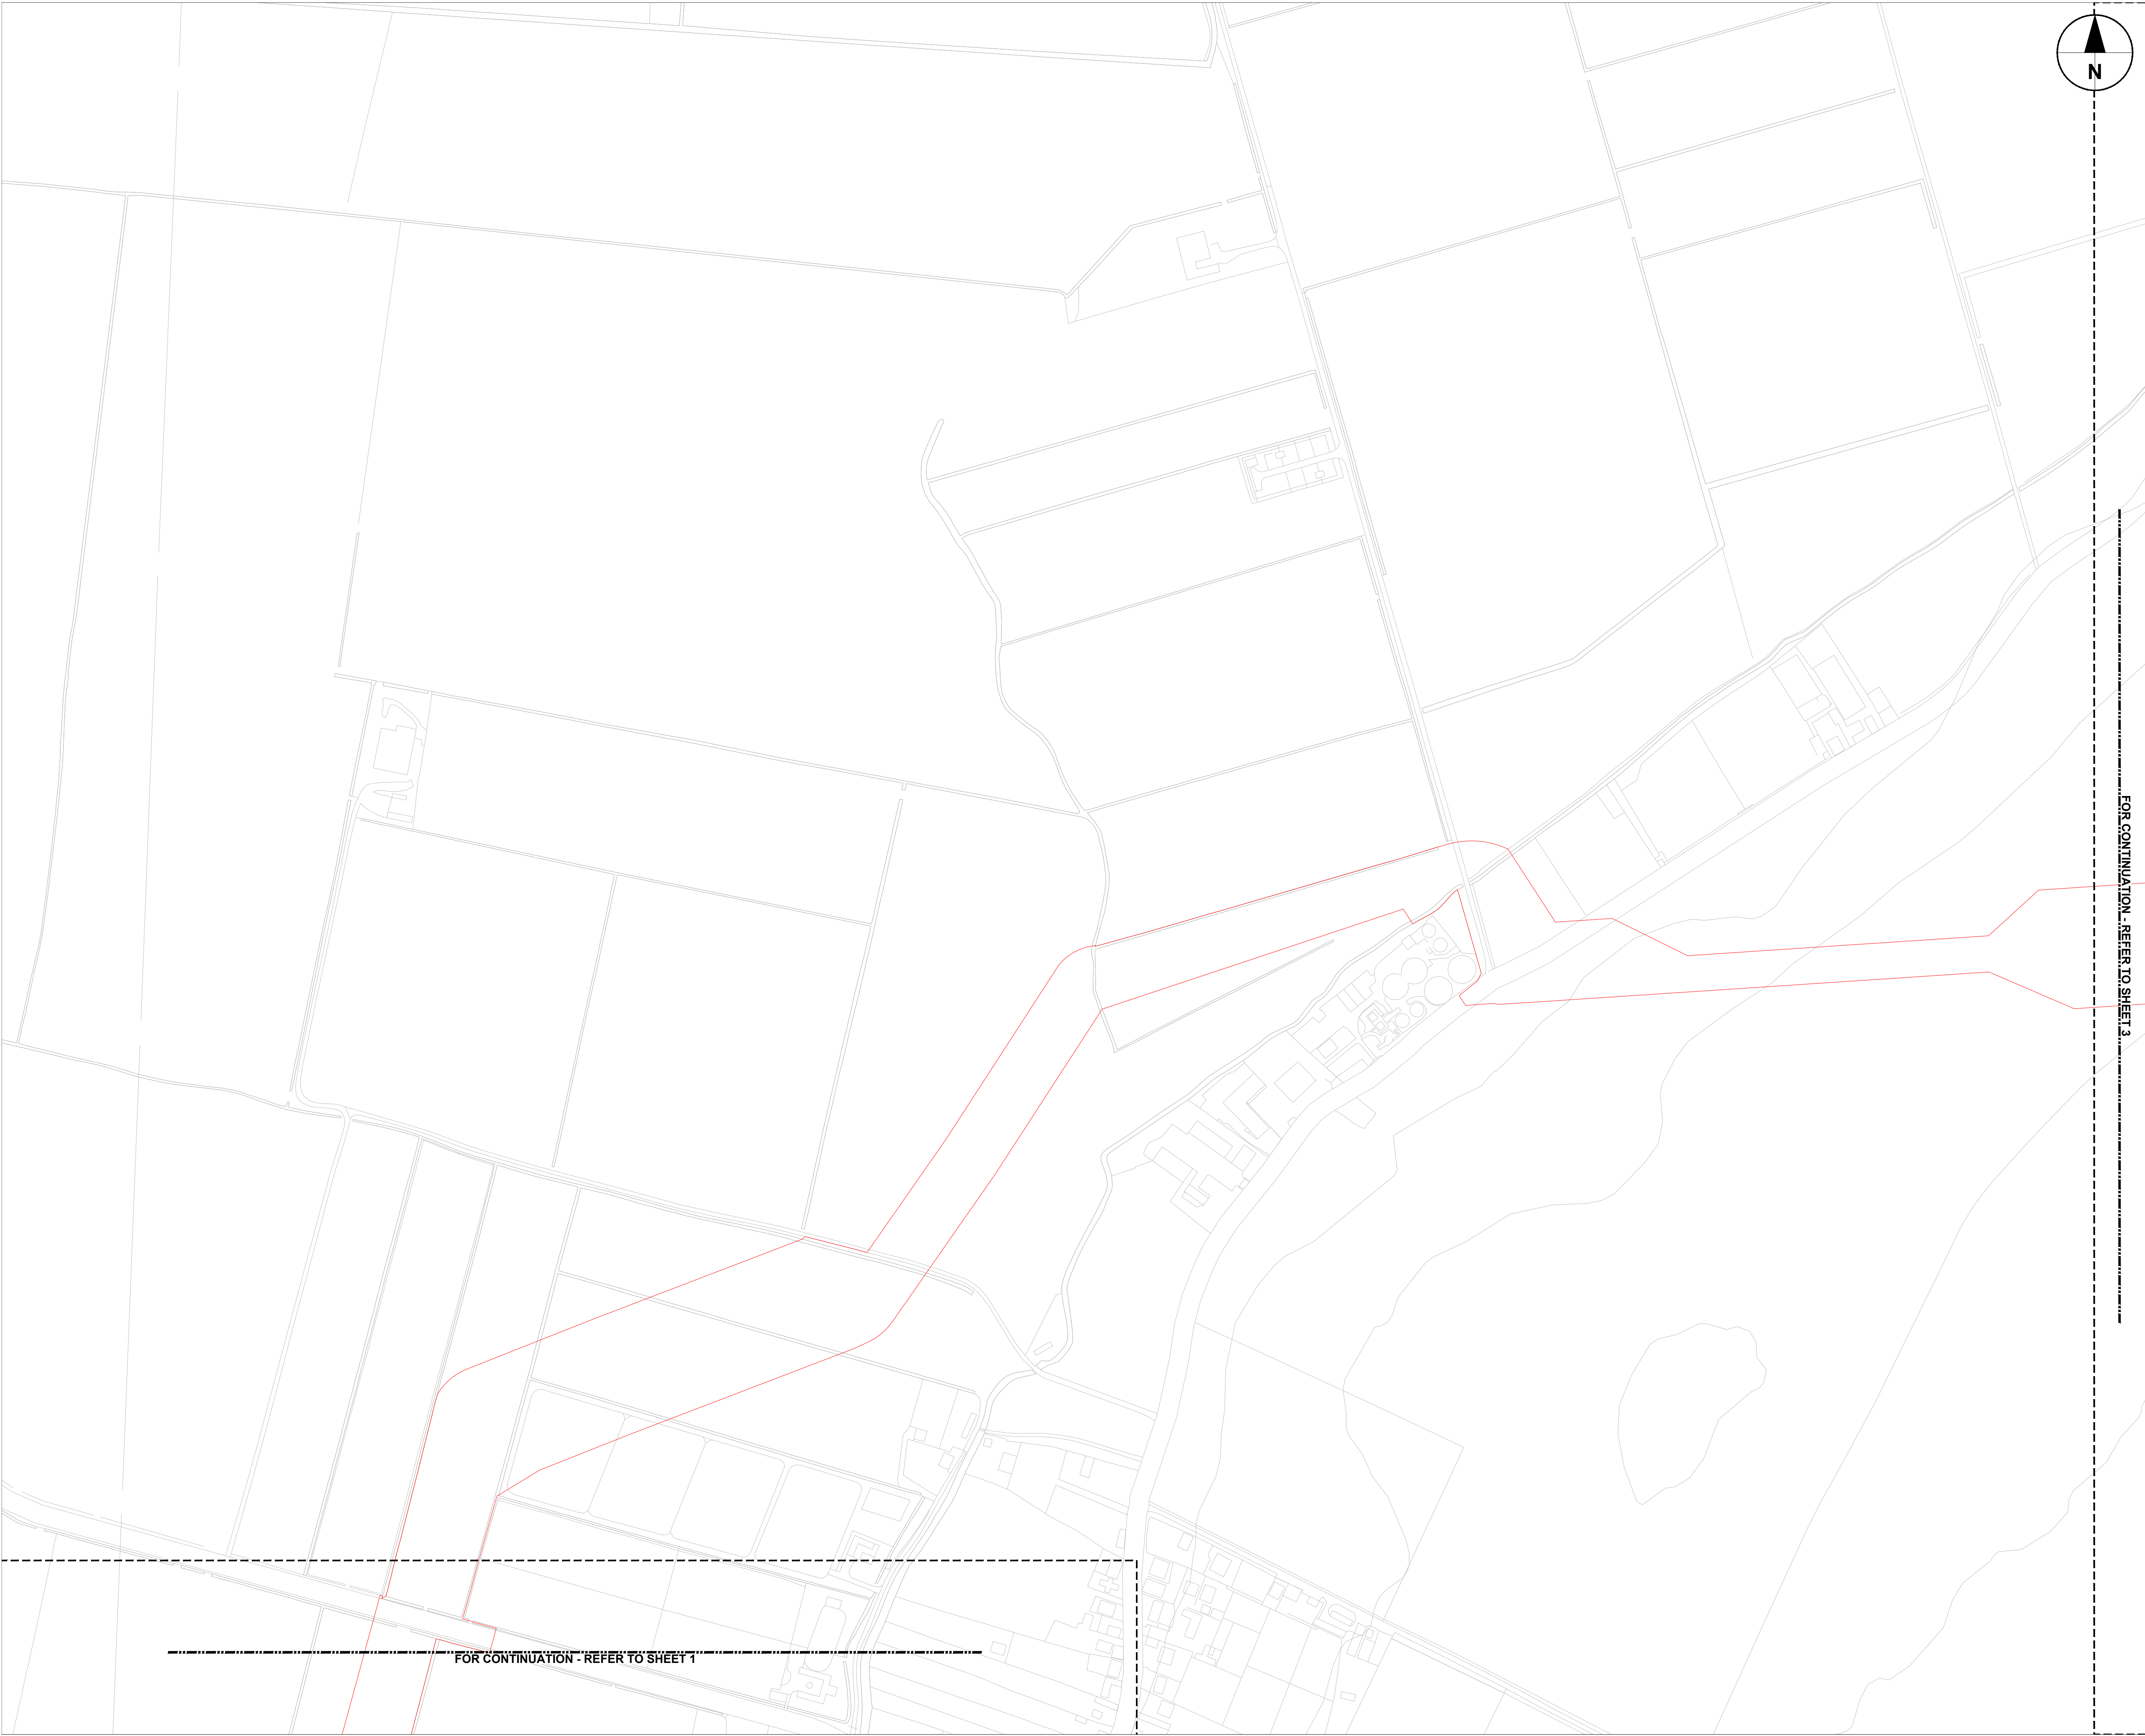 N
FOR CONTINUATION - REFER TO SHEET 3
FOR CONTINUATION - REFER TO SHEET 1